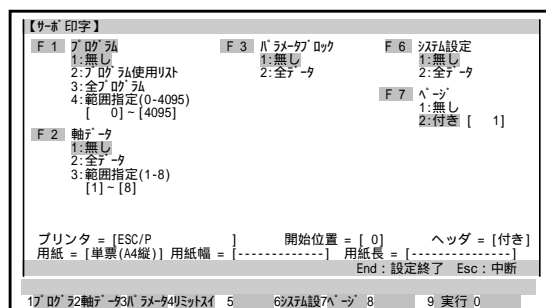 【ｻｰﾎﾞ印字】
F 1 ﾌﾟﾛｸﾞﾗﾑ F 3 ﾊﾟﾗﾒｰﾀﾌﾞﾛｯｸ F 6 ｼｽﾃﾑ設定
1:無し 1:無し 1:無し
2:ﾌﾟﾛｸﾞﾗﾑ使用ﾘｽﾄ 2:全ﾃﾞｰﾀ 2:全ﾃﾞｰﾀ
3:全ﾌﾟﾛｸﾞﾗﾑ
4:範囲指定(0-4095) F 7 ﾍﾟｰｼﾞ
[ 0]~[4095] 1:無し
2:付き [ 1]
F 2 軸ﾃﾞｰﾀ
1:無し
2:全ﾃﾞｰﾀ
3:範囲指定(1-8)
[1]~[8]
プリンタ = [ESC/P ] 開始位置 = [ 0] ヘッダ = [付き]
用紙 = [単票(A4縦)] 用紙幅 = [-------------] 用紙長 = [---------------]
End : 設定終了 Esc : 中断
1ﾌﾟﾛｸﾞﾗ2軸ﾃﾞｰﾀ3ﾊﾟﾗﾒｰﾀ4ﾘﾐｯﾄｽｲ 5 6ｼｽﾃﾑ設7ﾍﾟｰｼﾞ 8 9 実行 0